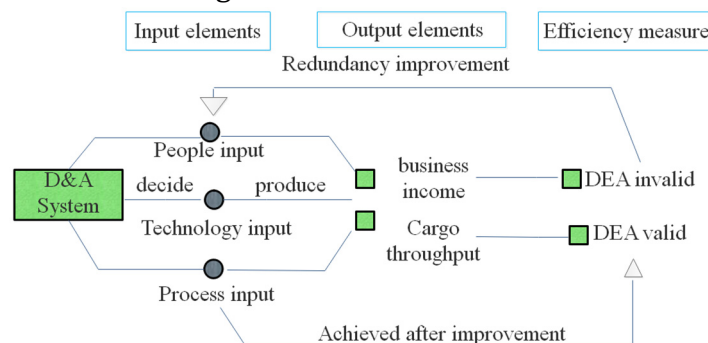 Input elements
Output elements
Efficiency measure
Redundancy improvement
People input
D&A
System
decide
produce
business
income
DEA invalid
Technology input
Cargo
throughput
DEA valid
Process input
Achieved after improvement